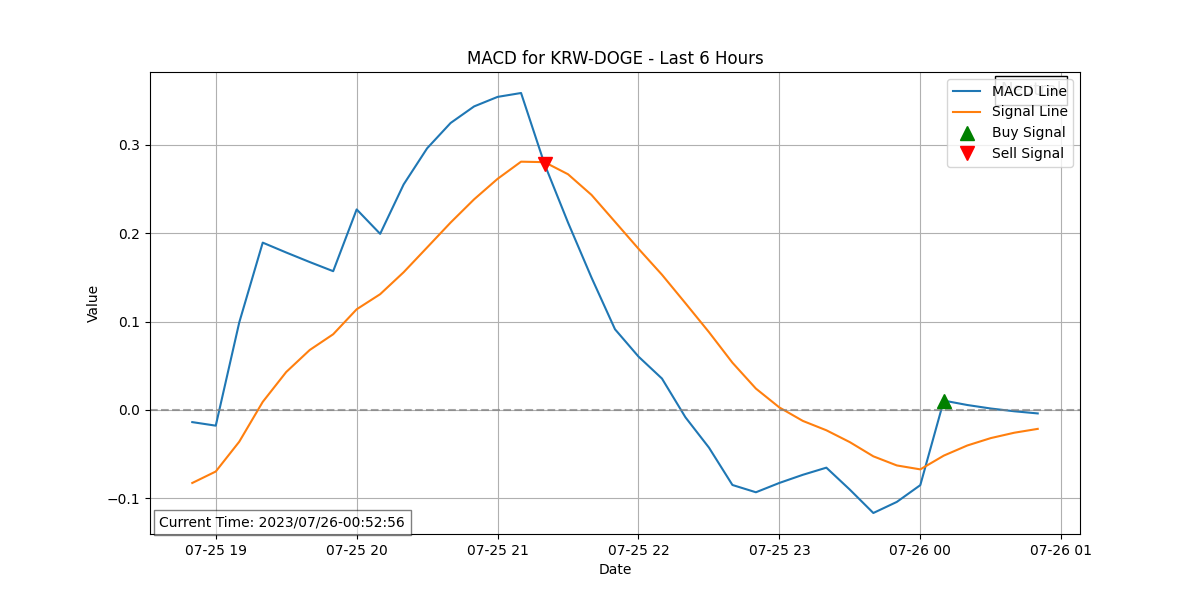 MACD for KRW-DOGE - Last 6 Hours
MACD Line
Signal Line
Buy Signal
Sell Signal
Value
0.3
0.2
0.1
0.0
−0.1
Current Time: 2023/07/26-00:52:56
07-25 19
07-25 20
07-25 21
07-25 22
07-25 23
07-26 00
07-26 01
Date